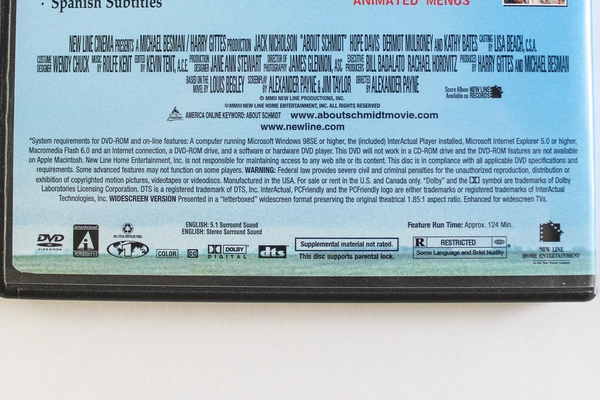 · Spanish Subtitles
ANIMATED MENUS
NEW LINE CINEMA PRESENTS A MICHAEL BESMAN / HARRY GITTES PRODUCTION JACK NICHOLSON "ABOUT SCHMIDT" HOPE DAVIS DERMOT MULRONEY AND KATHY BATES CASTING BY LISA BEACH, C.S.A.
COSTUME DESIGNER WENDY CHUCK MUSIC BY ROLFE KENT EDITED BY KEVIN TENT, A.C.E. PRODUCTION DESIGNER JANE ANN STEWART DIRECTOR OF PHOTOGRAPHY JAMES GLENNON, ASC EXECUTIVE PRODUCERS BILL BADALATO RACHAEL HOROVITZ PRODUCED BY HARRY GITTES AND MICHAEL BESMAN
BASED ON THE NOVEL BY LOUIS BEGLEY SCREENPLAY BY ALEXANDER PAYNE & JIM TAYLOR DIRECTED BY ALEXANDER PAYNE
Score Album Available on NEW LINE RECORDS
© MMII NEW LINE PRODUCTIONS, INC.
© MMIII NEW LINE HOME ENTERTAINMENT, INC. ALL RIGHTS RESERVED
AMERICA ONLINE KEYWORD: ABOUT SCHMIDT www.aboutschmidtmovie.com
www.newline.com
*System requirements for DVD-ROM and on-line features: A computer running Microsoft Windows 98SE or higher, the (included) InterActual Player installed, Microsoft Internet Explorer 5.0 or higher,
Macromedia Flash 6.0 and an Internet connection, a DVD-ROM drive, and a software or hardware DVD player. This DVD will not work in a CD-ROM drive and the DVD-ROM features are not available
on Apple Macintosh. New Line Home Entertainment, Inc. is not responsible for maintaining access to any web site or its content. This disc is in compliance with all applicable DVD specifications and
requirements. Some advanced features may not function on some players. WARNING: Federal law provides severe civil and criminal penalties for the unauthorized reproduction, distribution or
exhibition of copyrighted motion pictures, videotapes or videodiscs. Manufactured in the USA. For sale or rent in the U.S. and Canada only. "Dolby" and the symbol are trademarks of Dolby
Laboratories Licensing Corporation. DTS is a registered trademark of DTS, Inc. InterActual, PCFriendly and the PCFriendly logo are either trademarks or registered trademarks of InterActual
Technologies, Inc. WIDESCREEN VERSION Presented in a "letterboxed" widescreen format preserving the original theatrical 1.85:1 aspect ratio. Enhanced for widescreen TVs.
ENGLISH: 5.1 Surround Sound
ENGLISH: Stereo Surround Sound
Feature Run Time: Approx. 124 Min.
DVD
COLOR
CC
DOLBY DIGITAL
dts
Supplemental material not rated.
This disc supports parental lock.
R RESTRICTED
Some Language and Brief Nudity
NEW LINE
HOME ENTERTAINMENT